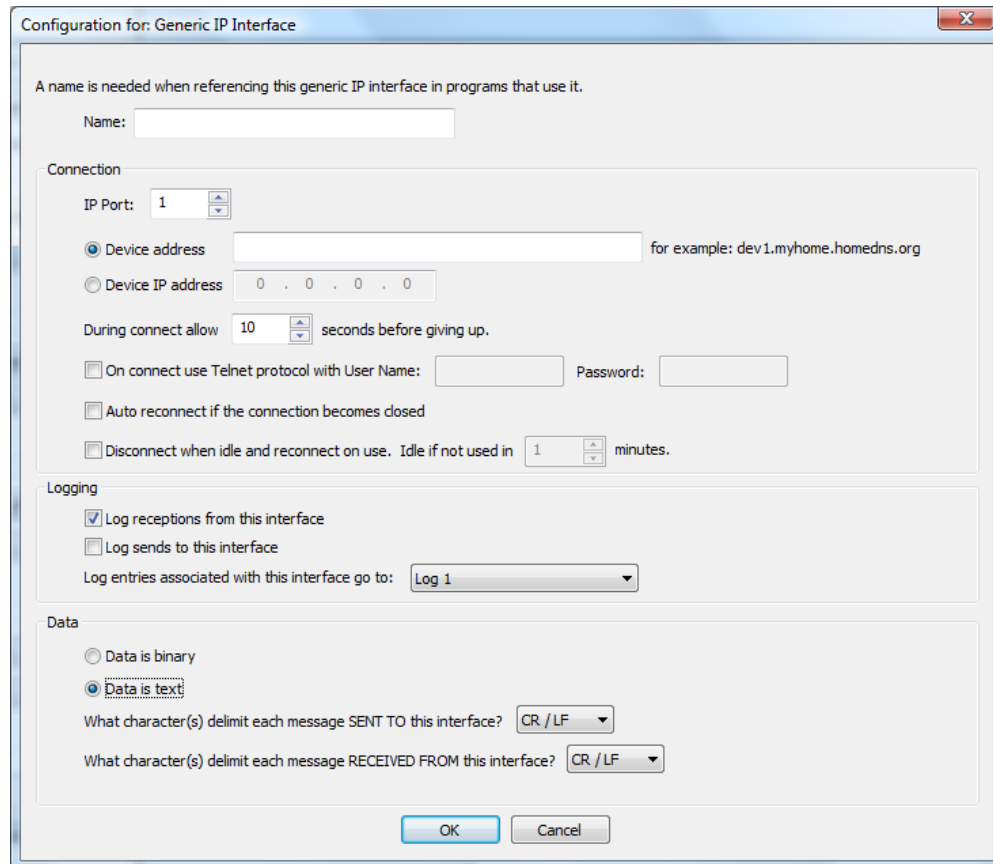 Configuration for: Generic IP Interface
A name is needed when referencing this generic IP interface in programs that use it.
Name:
Connection
IP Port: 1
Device address for example: dev1.myhome.homedns.org
Device IP address 0 . 0 . 0 . 0
During connect allow 10 seconds before giving up.
On connect use Telnet protocol with User Name: Password:
Auto reconnect if the connection becomes closed
Disconnect when idle and reconnect on use. Idle if not used in 1 minutes.
Logging
Log receptions from this interface
Log sends to this interface
Log entries associated with this interface go to: Log 1
Data
Data is binary
Data is text
What character(s) delimit each message SENT TO this interface? CR / LF
What character(s) delimit each message RECEIVED FROM this interface? CR / LF
OK Cancel